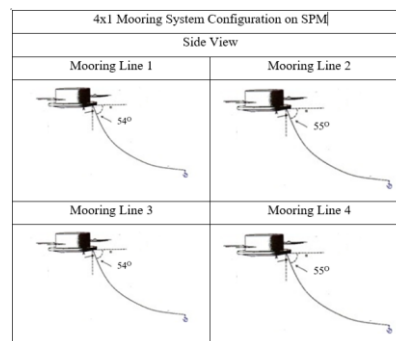 4x1 Mooring System Configuration on SPM
Side View
Mooring Line 1
Mooring Line 2
54°
55°
Mooring Line 3
Mooring Line 4
54°
55°